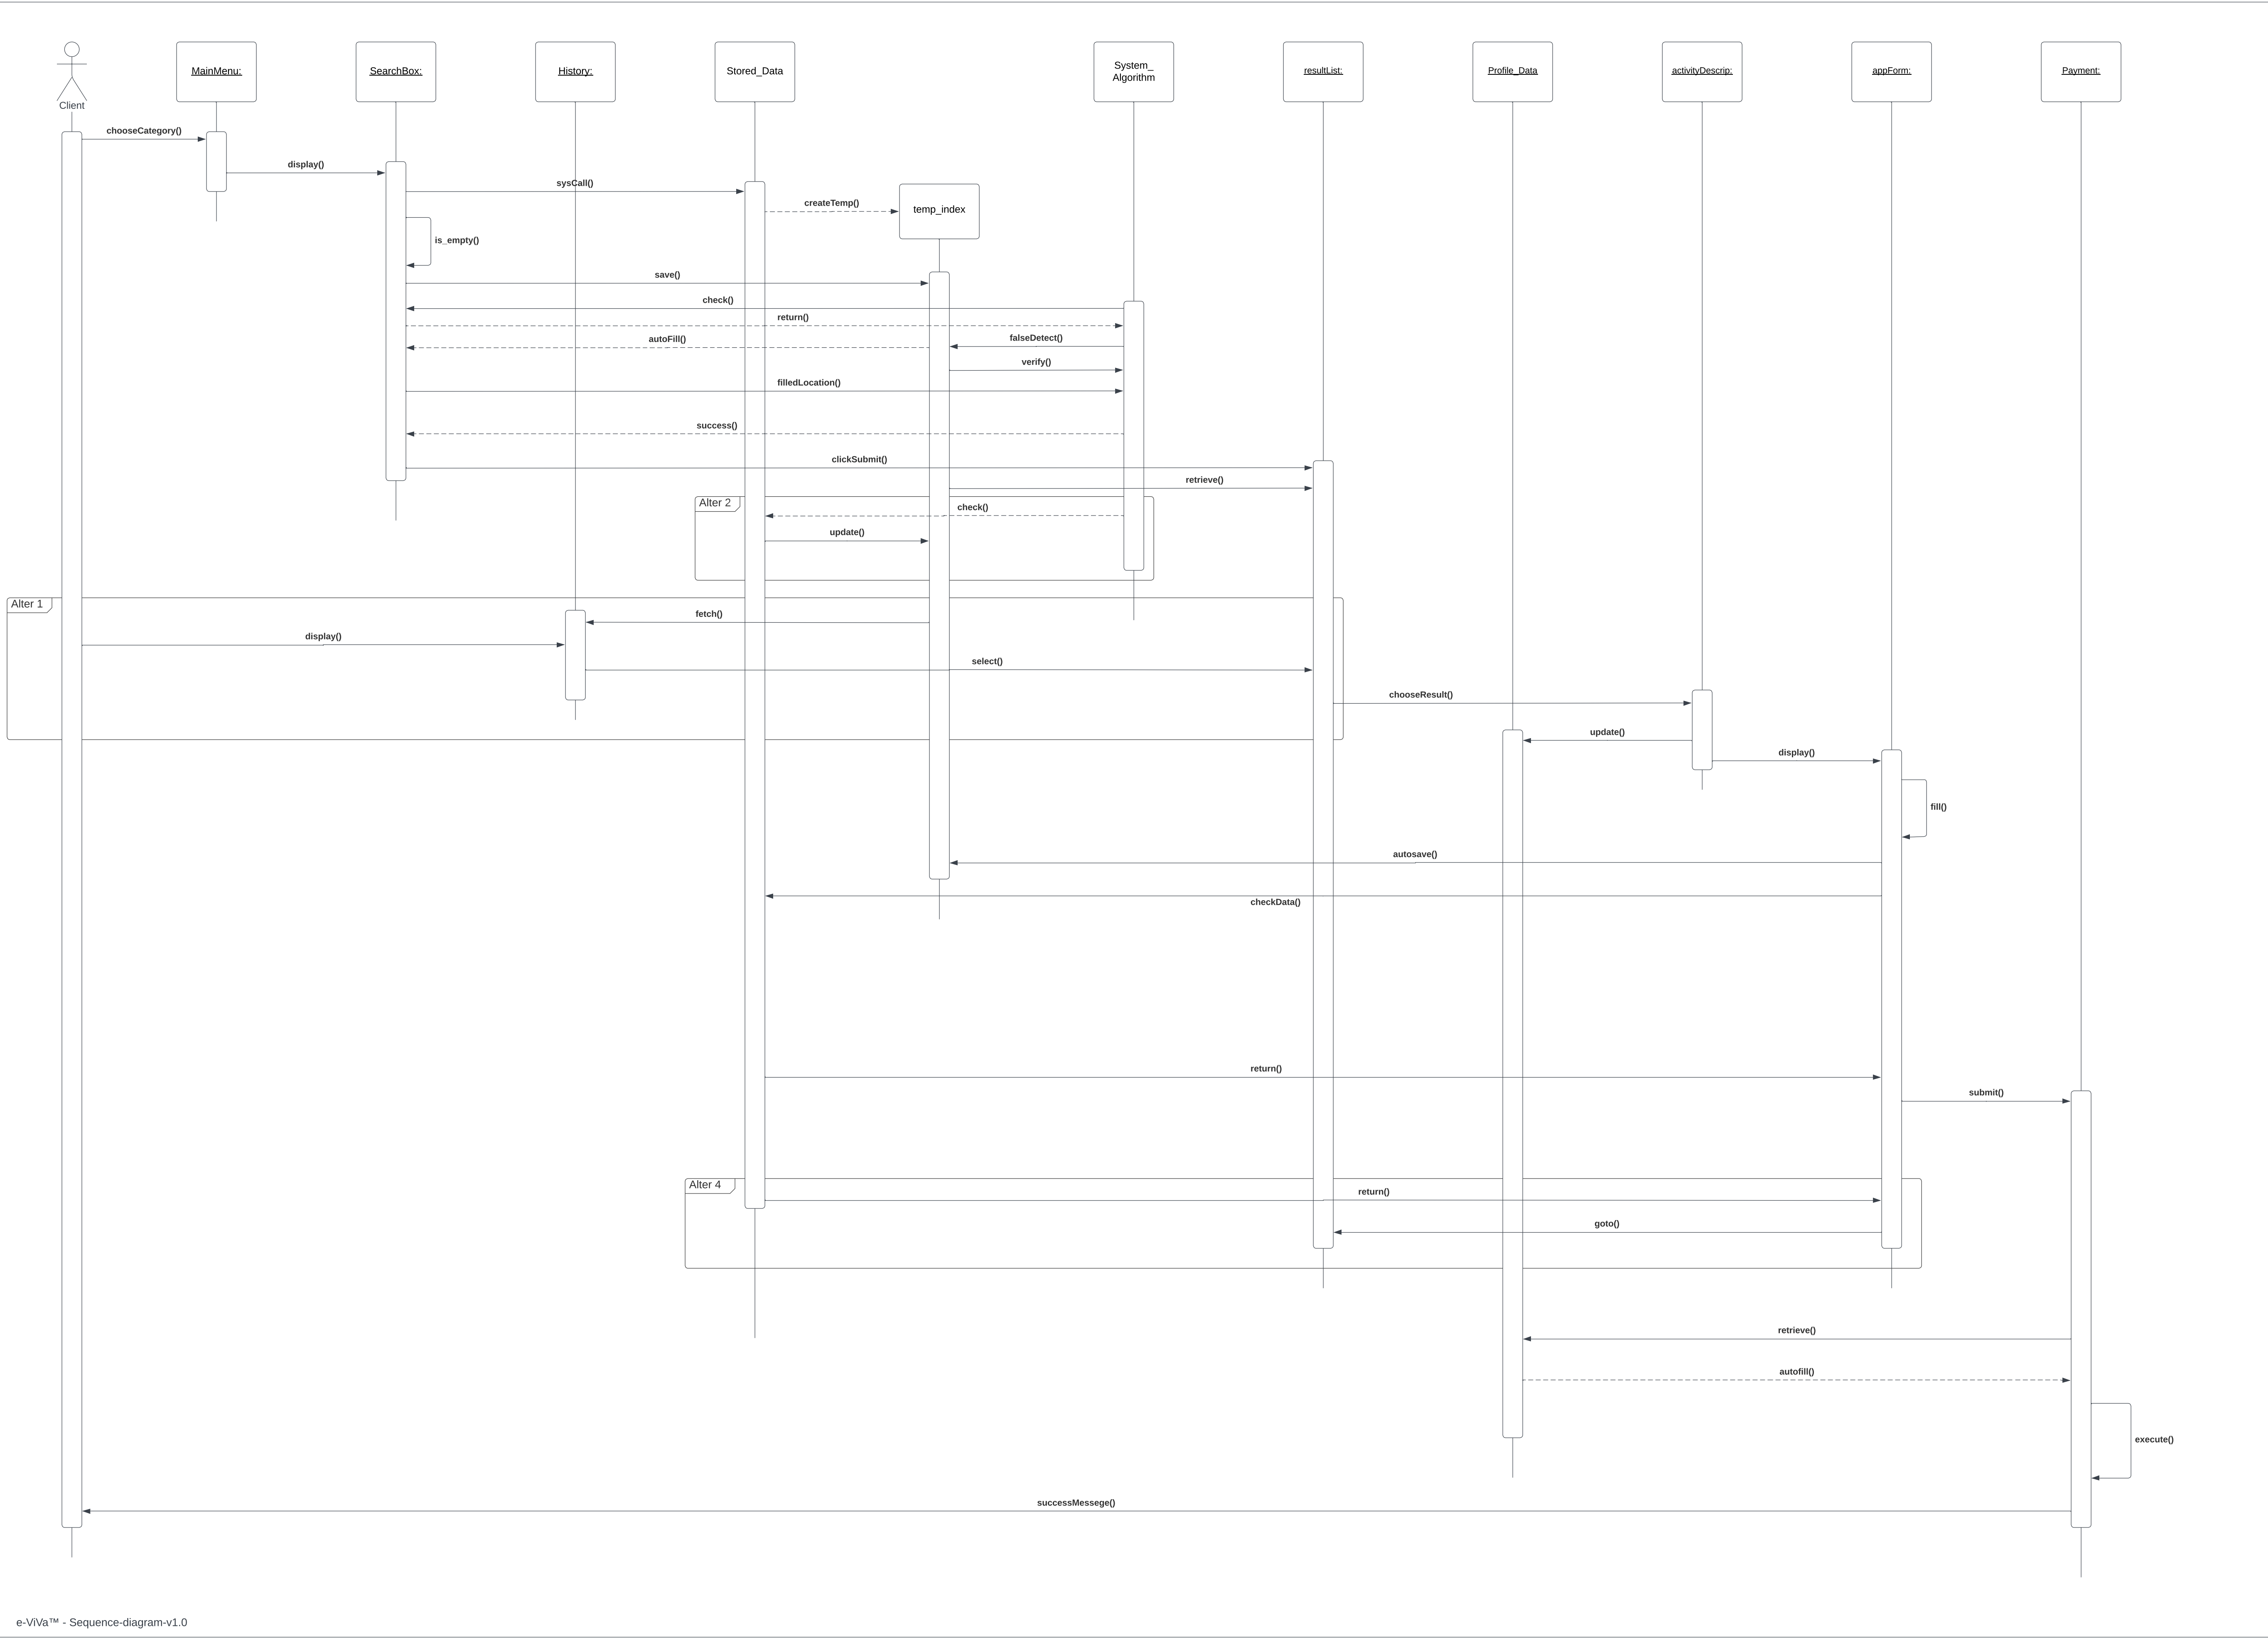 Client
MainMenu:
SearchBox:
History:
Stored_Data
System_
Algorithm
resultList:
Profile_Data
activityDescrip:
appForm:
Payment:
chooseCategory()
display()
sysCall()
createTemp()
temp_index
is_empty()
save()
check()
return()
falseDetect()
autoFill()
verify()
filledLocation()
success()
clickSubmit()
retrieve()
Alter 2
check()
update()
Alter 1
fetch()
display()
select()
chooseResult()
update()
display()
fill()
autosave()
checkData()
return()
submit()
Alter 4
return()
goto()
retrieve()
autofill()
execute()
successMessege()
e-ViVa™ - Sequence-diagram-v1.0